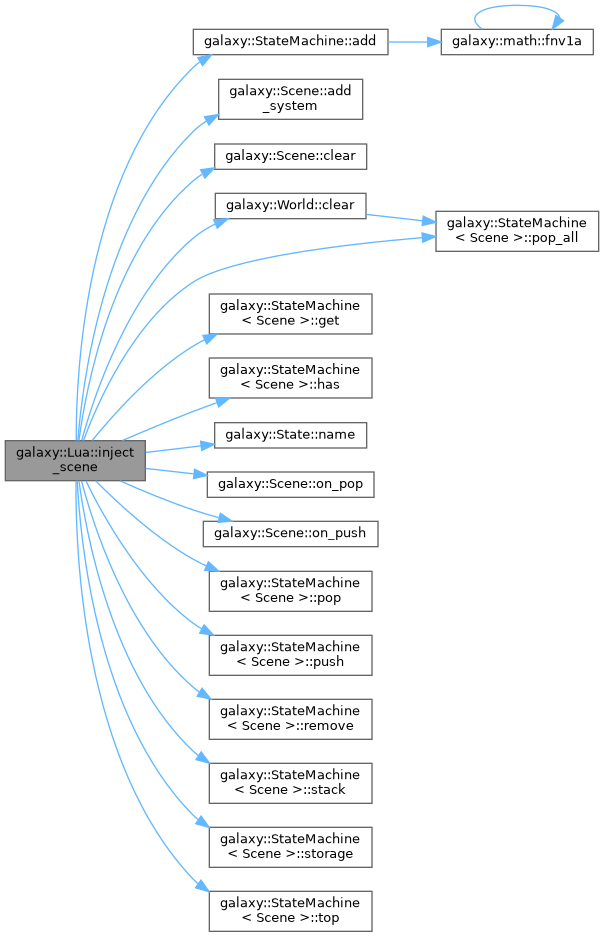 galaxy::StateMachine::add
galaxy::math::fnv1a
galaxy::Scene::add
_system
galaxy::Scene::clear
galaxy::World::clear
galaxy::StateMachine
< Scene >::pop_all
galaxy::StateMachine
< Scene >::get
galaxy::StateMachine
< Scene >::has
galaxy::Lua::inject
_scene
galaxy::State::name
galaxy::Scene::on_pop
galaxy::Scene::on_push
galaxy::StateMachine
< Scene >::pop
galaxy::StateMachine
< Scene >::push
galaxy::StateMachine
< Scene >::remove
galaxy::StateMachine
< Scene >::stack
galaxy::StateMachine
< Scene >::storage
galaxy::StateMachine
< Scene >::top